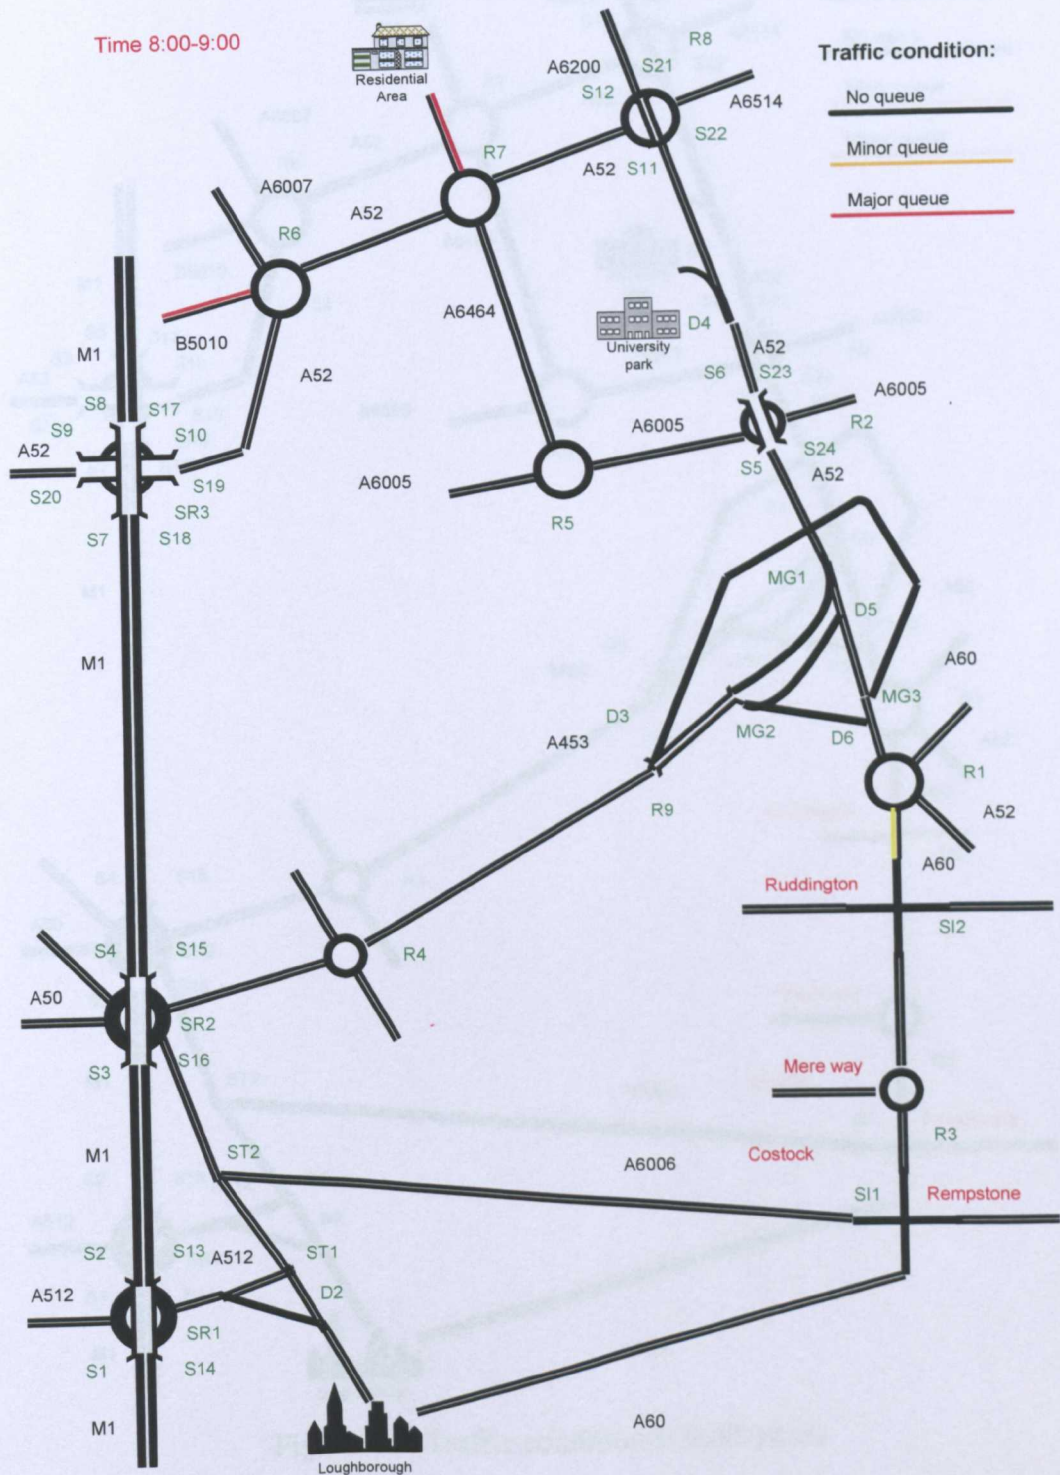 Time 8:00-9:00
Residential
Area
A6200
S21
R8
S12
A6514
S22
S11
A52
R7
Traffic condition:
No queue
Minor queue
Major queue
A6007
A52
R6
A6464
B5010
A52
M1
University
park
D4
A52
S6
S23
A6005
R2
S24
A6005
S5
A52
S8
S17
S9
S10
A52
S20
S19
SR3
S7
S18
A6005
R5
MG1
D5
A60
MG3
M1
D3
A453
MG2
D6
R1
A52
R9
A60
Ruddington
SI2
S4
S15
R4
A50
SR2
S16
S3
Mere way
R3
M1
ST2
A6006
Costock
SI1
Rempstone
S2
S13
A512
ST1
D2
A512
SR1
S1
S14
M1
A60
Loughborough